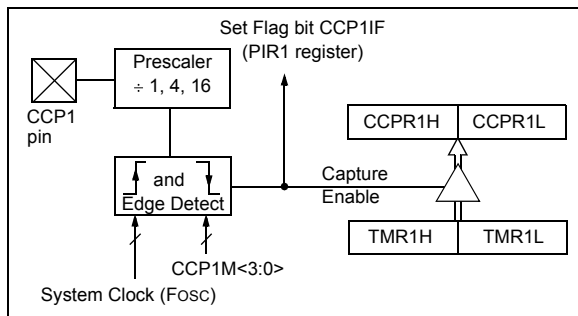 Set Flag bit CCP1IF
(PIR1 register)
Prescaler
÷ 1, 4, 16
CCP1
pin
CCPR1H
CCPR1L
and
Edge Detect
Capture
Enable
TMR1H
TMR1L
CCP1M<3:0>
System Clock (FOSC)